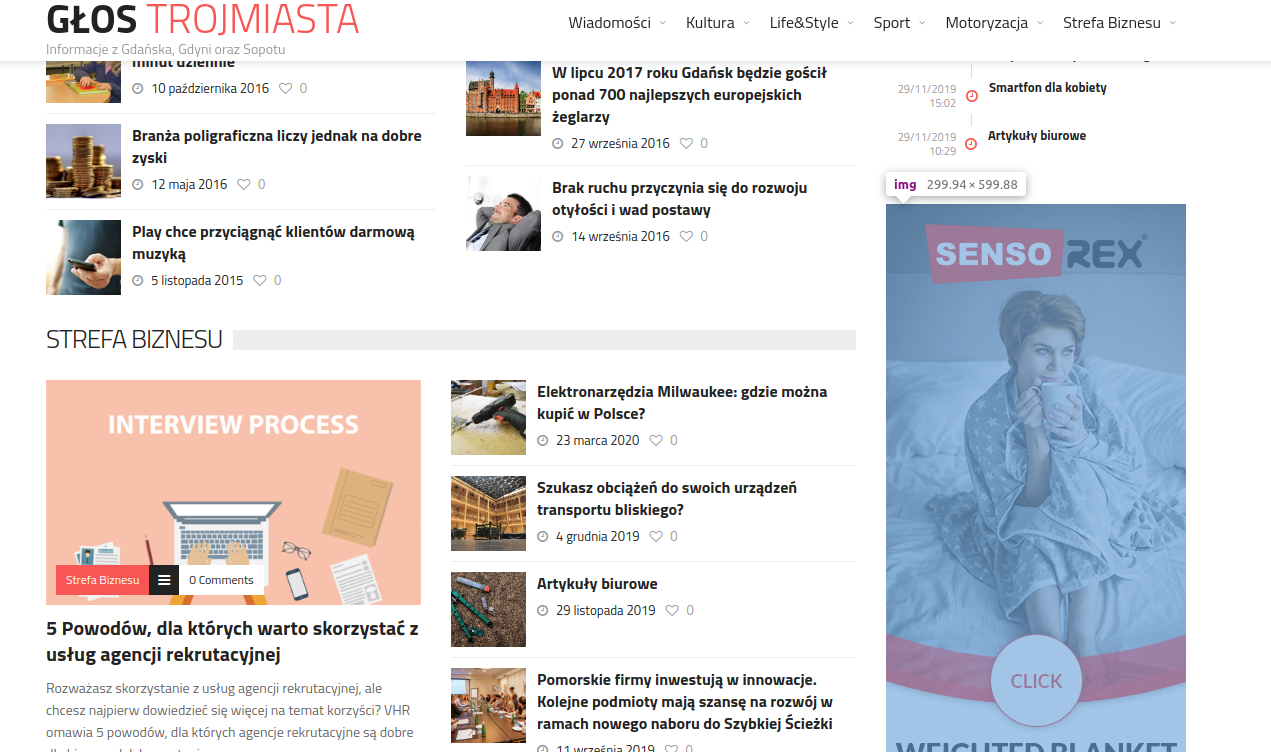 GŁOS TROJMIASTA
Informacje z Gdańska, Gdyni oraz Sopotu
Wiadomości
Kultura
Life&Style
Sport
Motoryzacja
Strefa Biznesu
minut dziennie
10 października 2016 0
Branża poligraficzna liczy jednak na dobre
zyski
12 maja 2016 0
Play chce przyciągnąć klientów darmową
muzyką
5 listopada 2015 0
W lipcu 2017 roku Gdańsk będzie gościł
ponad 700 najlepszych europejskich
żeglarzy
27 września 2016 0
Brak ruchu przyczynia się do rozwoju
otyłości i wad postawy
14 września 2016 0
29/11/2019
15:02
Smartfon dla kobiety
29/11/2019
10:29
Artykuły biurowe
img 299.94 × 599.88
SENSO REX®
CLICK
WEIGHTED BLANKET
STREFA BIZNESU
INTERVIEW PROCESS
Strefa Biznesu
0 Comments
5 Powodów, dla których warto skorzystać z
usług agencji rekrutacyjnej
Rozważasz skorzystanie z usług agencji rekrutacyjnej, ale
chcesz najpierw dowiedzieć się więcej na temat korzyści? VHR
omawia 5 powodów, dla których agencje rekrutacyjne są dobre
Elektronarzędzia Milwaukee: gdzie można
kupić w Polsce?
23 marca 2020 0
Szukasz obciążeń do swoich urządzeń
transportu bliskiego?
4 grudnia 2019 0
Artykuły biurowe
29 listopada 2019 0
Pomorskie firmy inwestują w innowacje.
Kolejne podmioty mają szansę na rozwój w
ramach nowego naboru do Szybkiej Ścieżki
11 września 2019 0